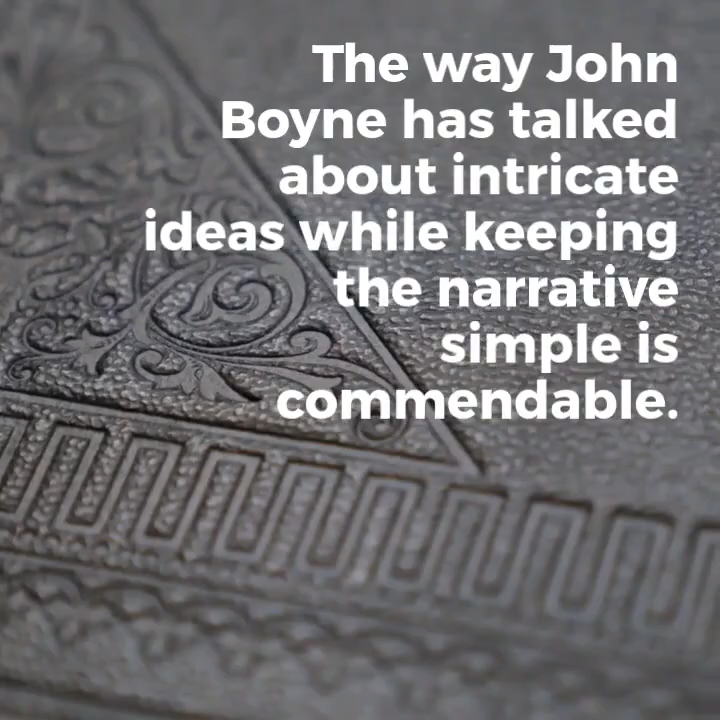 The way John
Boyne has talked
about intricate
ideas while keeping
the narrative
simple is
commendable.